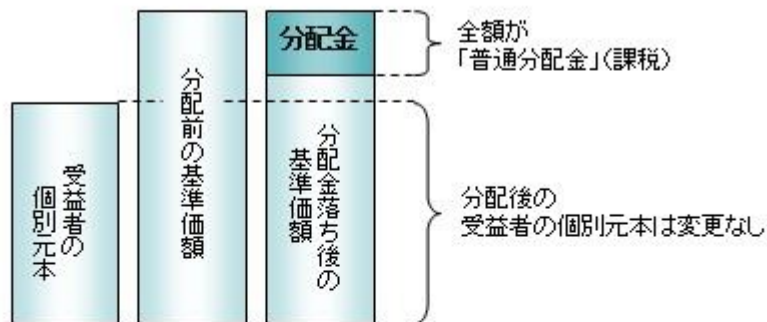 受益者の
個別元本
分配前の基準価額
分配金
分配金落ち後の
基準価額
全額が
「普通分配金」(課税)
分配後の
受益者の個別元本は変更なし